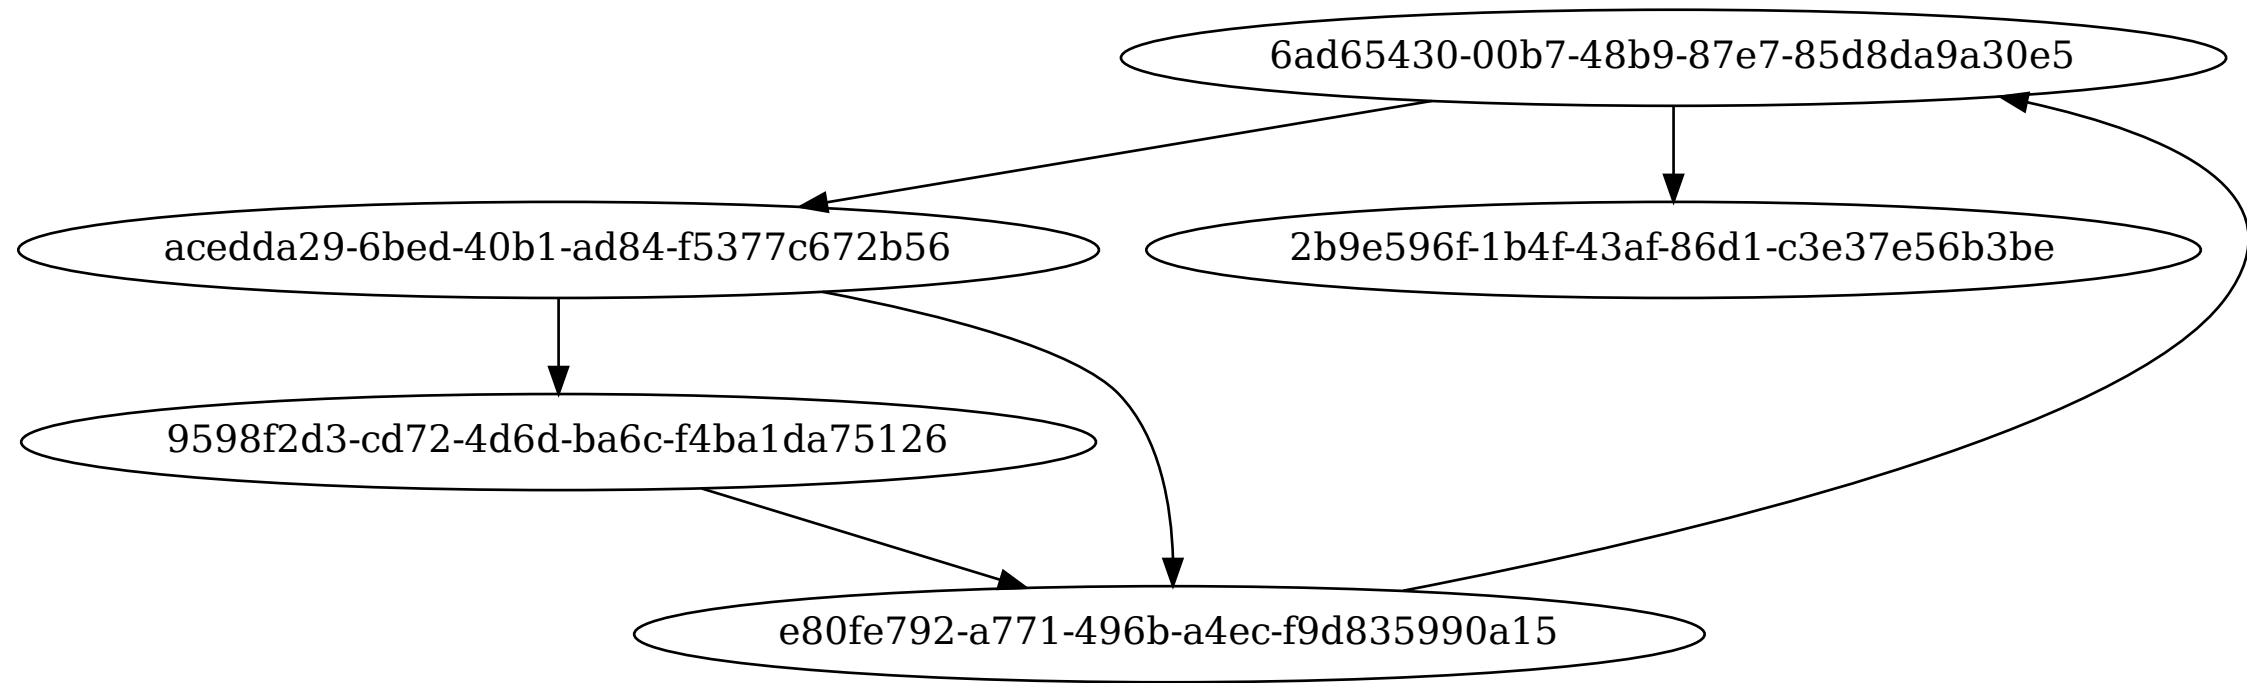 6ad65430-00b7-48b9-87e7-85d8da9a30e5
acedda29-6bed-40b1-ad84-f5377c672b56
2b9e596f-1b4f-43af-86d1-c3e37e56b3be
9598f2d3-cd72-4d6d-ba6c-f4ba1da75126
e80fe792-a771-496b-a4ec-f9d835990a15